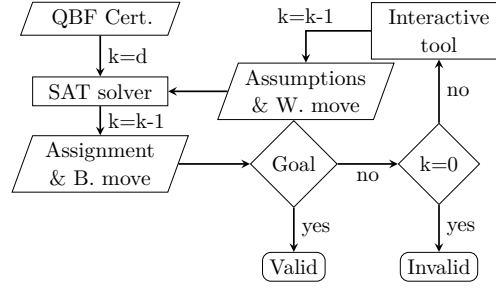 QBF Cert.
k=d
SAT solver
k=k-1
Assignment
& B. move
k=k-1
Assumptions
& W. move
Interactive
tool
no
Goal
no
k=0
yes
yes
Valid
Invalid